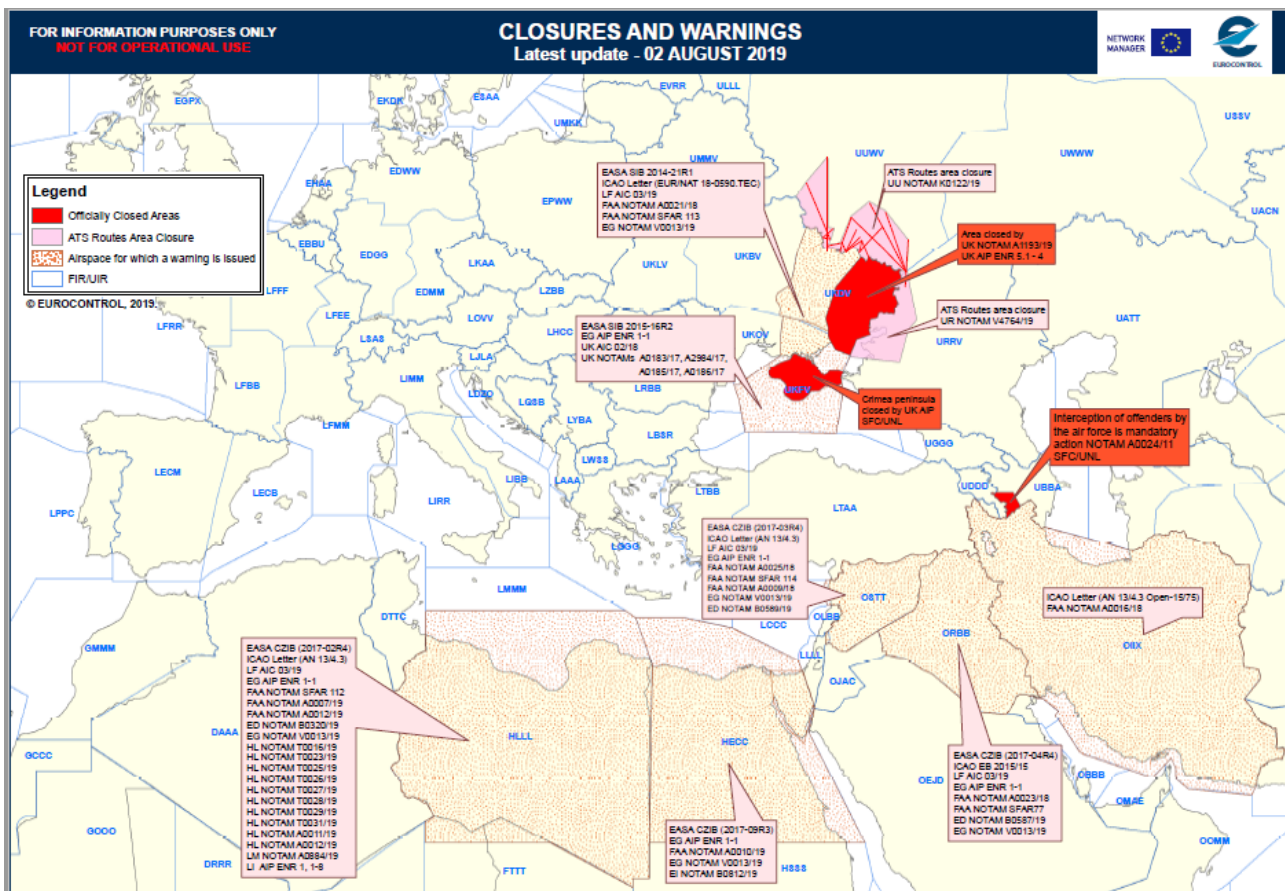 FOR INFORMATION PURPOSES ONLY
NOT FOR OPERATIONAL USE
CLOSURES AND WARNINGS
Latest update - 02 AUGUST 2019
NETWORK
MANAGER
EUROCONTROL
Legend
Officially Closed Areas
ATS Routes Area Closure
Airspace for which a warning is issued
FIR/UIR
© EUROCONTROL, 2019.
EASA SIB 2014-21R1
ICAO Letter (EUR/NAT 18-0590.TEC)
LF AIC 03/19
FAA NOTAM A0021/18
FAA NOTAM SFAR 113
EG NOTAM V0013/19
ATS Routes area closure
UU NOTAM K0122/19
Area closed by
UK NOTAM A1193/19
UK AIP ENR 5.1 - 4
ATS Routes area closure
UR NOTAM V4764/19
EASA SIB 2015-16R2
EG AIP ENR 1-1
UK AIC 02/18
UK NOTAMs A0183/17, A2984/17,
A0185/17, A0186/17
Crimea peninsula
closed by UK AIP
SFC/UNL
Interception of offenders by
the air force is mandatory
action NOTAM A0024/11
SFC/UNL
EASA CZIB (2017-03R4)
ICAO Letter (AN 13/4.3)
LF AIC 03/19
EG AIP ENR 1-1
FAA NOTAM A0025/18
FAA NOTAM SFAR 114
FAA NOTAM A0009/18
EG NOTAM V0013/19
ED NOTAM B0589/19
ICAO Letter (AN 13/4.3 Open-15/75)
FAA NOTAM A0016/18
EASA CZIB (2017-02R4)
ICAO Letter (AN 13/4.3)
LF AIC 03/19
EG AIP ENR 1-1
FAA NOTAM SFAR 112
FAA NOTAM A0007/19
FAA NOTAM A0012/19
ED NOTAM B0320/19
EG NOTAM V0013/19
HL NOTAM T0016/19
HL NOTAM T0023/19
HL NOTAM T0025/19
HL NOTAM T0026/19
HL NOTAM T0027/19
HL NOTAM T0028/19
HL NOTAM T0029/19
HL NOTAM T0031/19
HL NOTAM A0011/19
HL NOTAM A0012/19
LM NOTAM A0884/19
LI AIP ENR 1, 1-8
EASA CZIB (2017-09R3)
EG AIP ENR 1-1
FAA NOTAM A0010/19
EG NOTAM V0013/19
EI NOTAM B0812/19
EASA CZIB (2017-04R4)
ICAO EB 2015/15
LF AIC 03/19
EG AIP ENR 1-1
FAA NOTAM A0023/18
FAA NOTAM SFAR77
ED NOTAM B0587/19
EG NOTAM V0013/19
EGPX
EKDK
ESAA
EVRR
ULLL
UMKK
USSV
UMMV
UUWV
UWWW
EHAA
EDWW
EPWW
UACN
EBBU
EDGG
LKAA
UKLV
UKBV
UKDV
LFFF
EDMM
LZBB
LFEE
LOVV
LHCC
UKOV
URRV
UATT
LFRR
LSAS
LJLA
LFBB
LIMM
LDZO
LQSB
LRBB
UKFV
LYBA
LFMM
LBSR
UGGG
LWSS
LECM
LIBB
LAAA
LTBB
UDDD
UBBA
LECB
LIRR
LTAA
LPPC
LGGG
LMMM
OSTT
DTTC
LCCC
OLBB
ORBB
GMMM
LLLL
OIIX
OJAC
DAAA
HLLL
HECC
GCCC
OEJD
OBBB
OMAE
GOOO
DRRR
FTTT
HSSS
OOMM